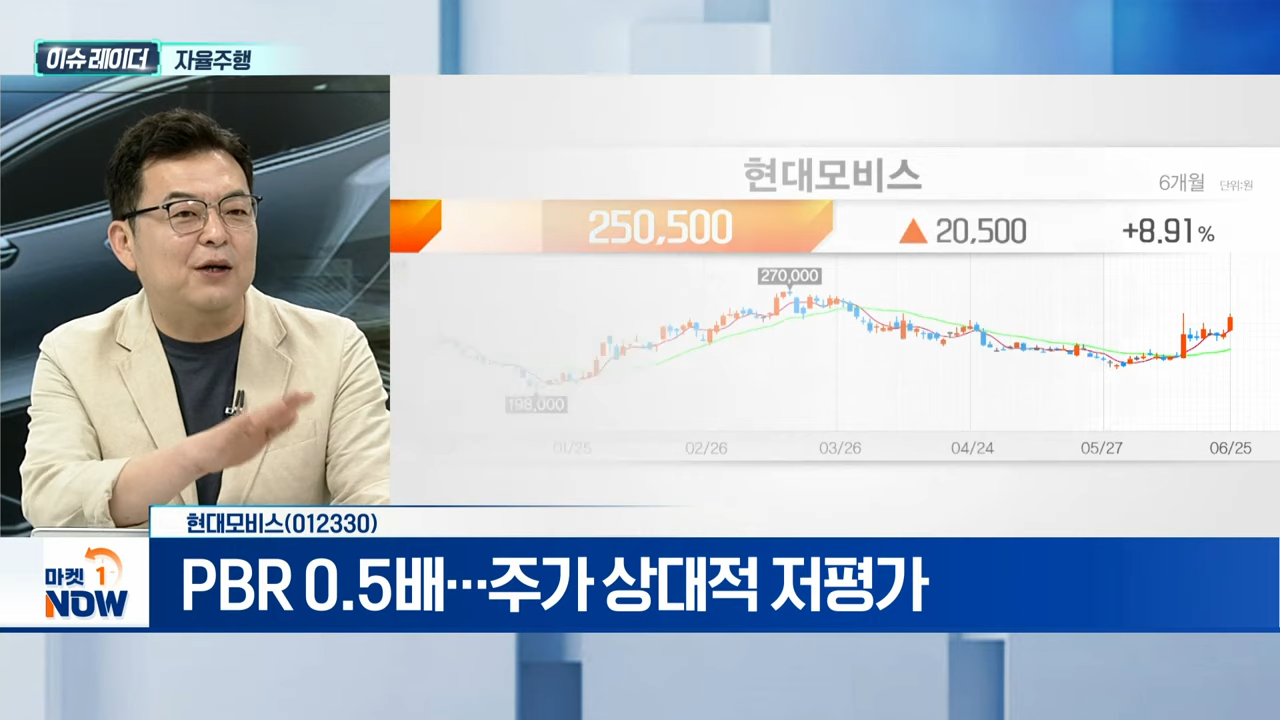 이슈 레이더 자율주행
현대모비스
6개월 단위:원
250,500 ▲ 20,500 +8.91%
270,000
198,000
01/25 02/26 03/26 04/24 05/27 06/25
현대모비스(012330)
마켓 1
NOW
PBR 0.5배…주가 상대적 저평가